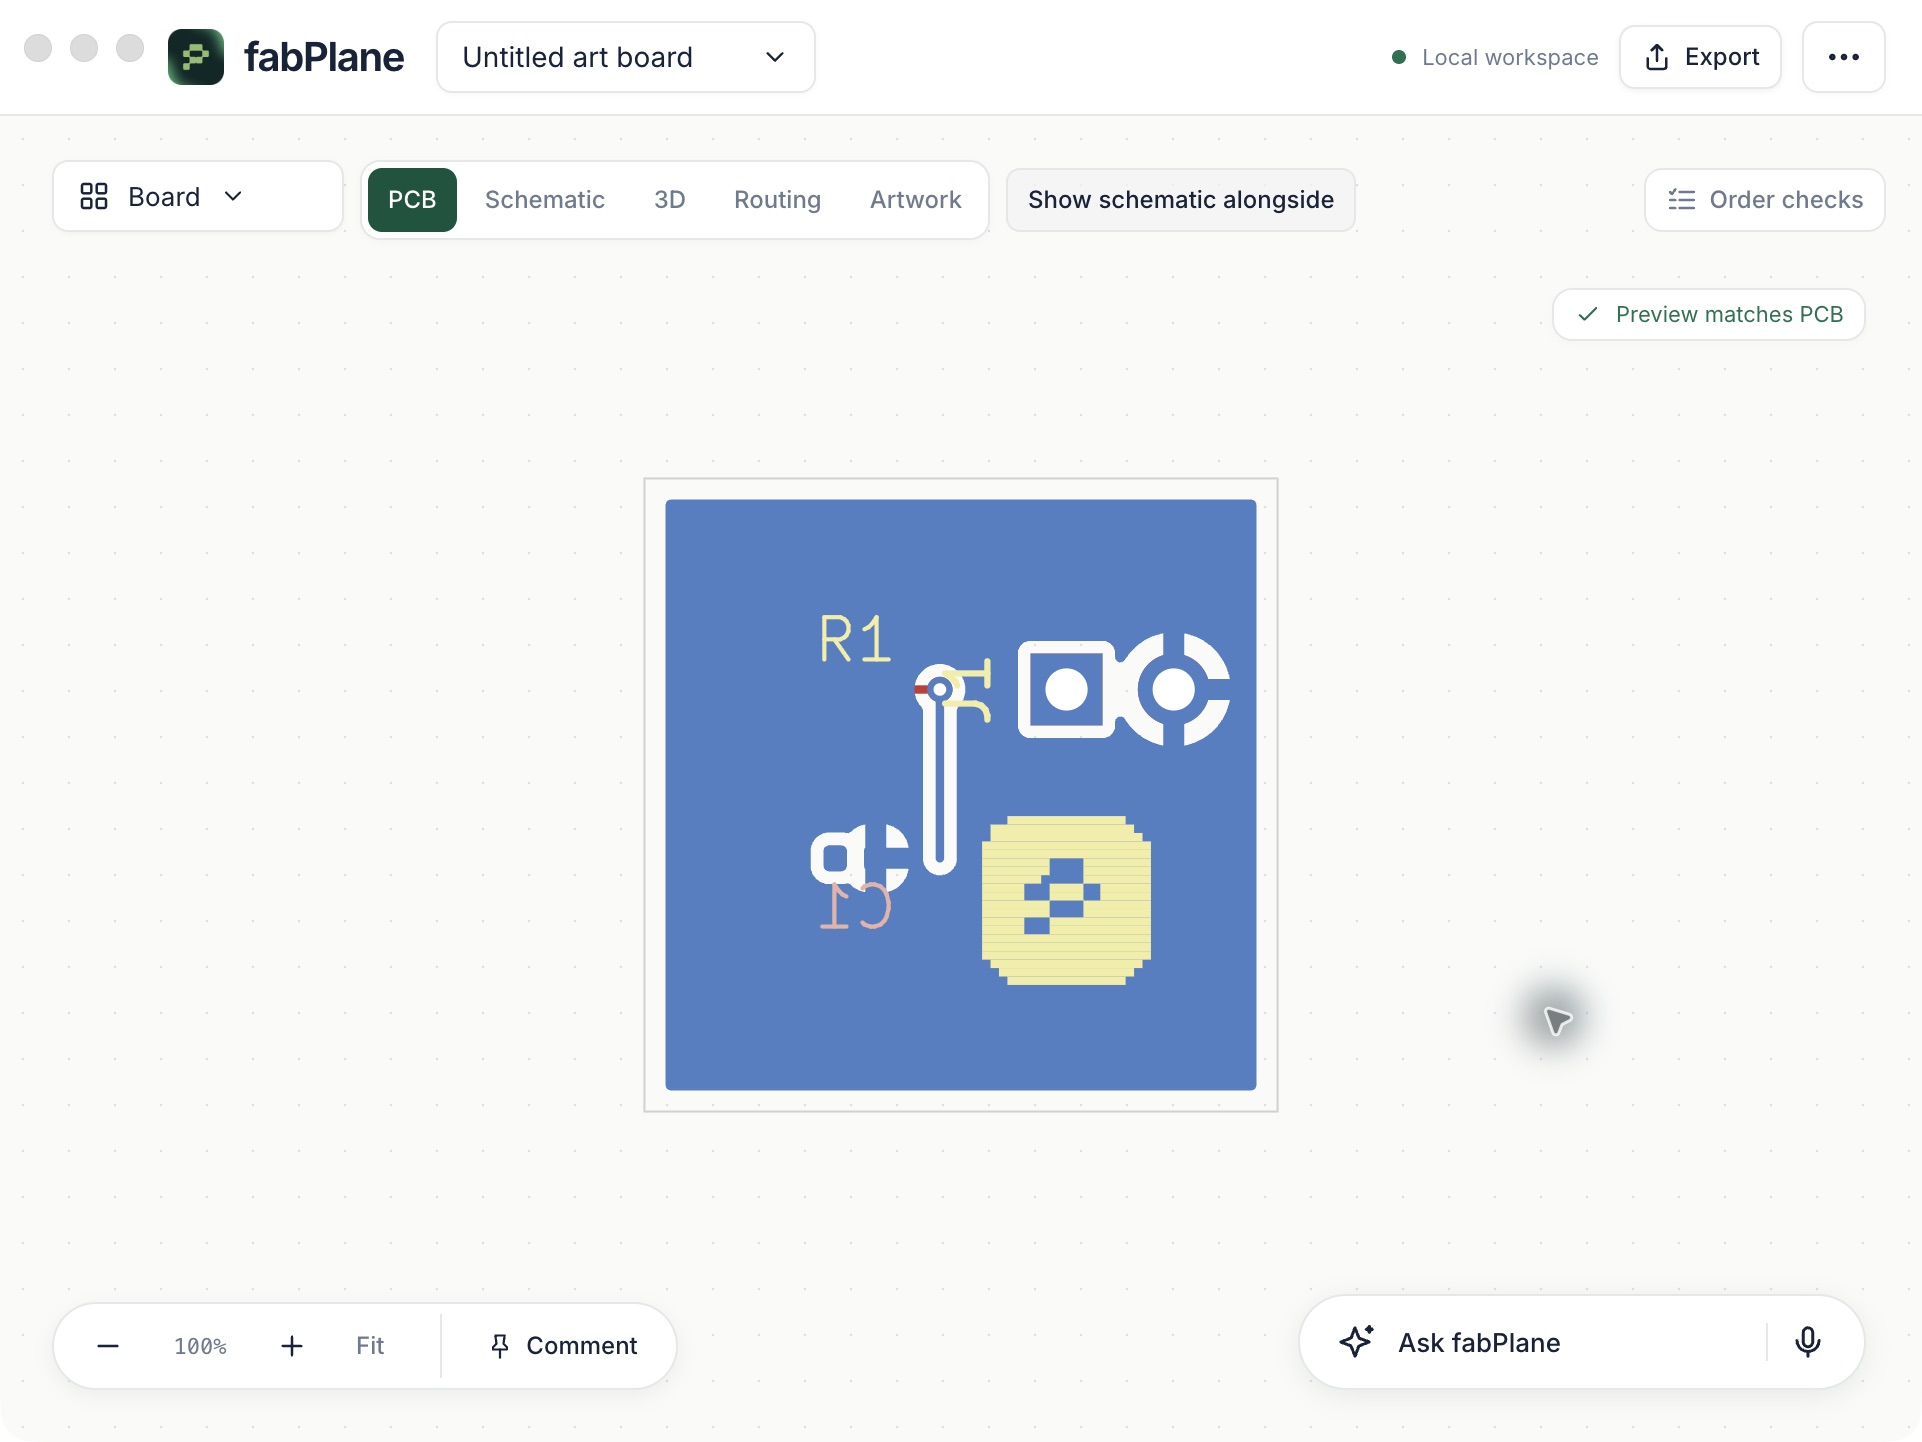 fabPlane
Untitled art board
Local workspace
Export
Board
PCB
Schematic
3D
Routing
Artwork
Show schematic alongside
Order checks
Preview matches PCB
R1
J1
C1
100%
Fit
Comment
Ask fabPlane